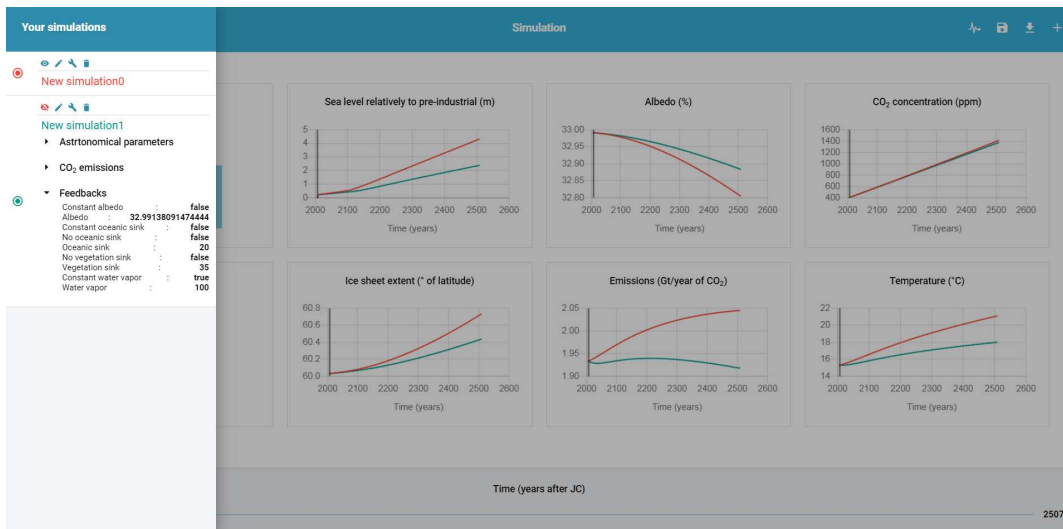 Your simulations
Simulation
New simulation0
New simulation1
Astrtonomical parameters
CO₂ emissions
Feedbacks
Constant albedo : false
Albedo : 32.99138091474444
Constant oceanic sink : false
No oceanic sink : false
Oceanic sink : 20
No vegetation sink : false
Vegetation sink : 35
Constant water vapor : true
Water vapor : 100
Sea level relatively to pre-industrial (m)
5
4
3
2
1
0
2000 2100 2200 2300 2400 2500 2600
Time (years)
Albedo (%)
33.00
32.95
32.90
32.85
32.80
2000 2100 2200 2300 2400 2500 2600
Time (years)
CO₂ concentration (ppm)
1600
1400
1200
1000
800
600
400
2000 2100 2200 2300 2400 2500 2600
Time (years)
Ice sheet extent (° of latitude)
60.8
60.6
60.4
60.2
60.0
2000 2100 2200 2300 2400 2500 2600
Time (years)
Emissions (Gt/year of CO₂)
2.05
2.00
1.95
1.90
2000 2100 2200 2300 2400 2500 2600
Time (years)
Temperature (°C)
22
20
18
16
14
2000 2100 2200 2300 2400 2500 2600
Time (years)
Time (years after JC)